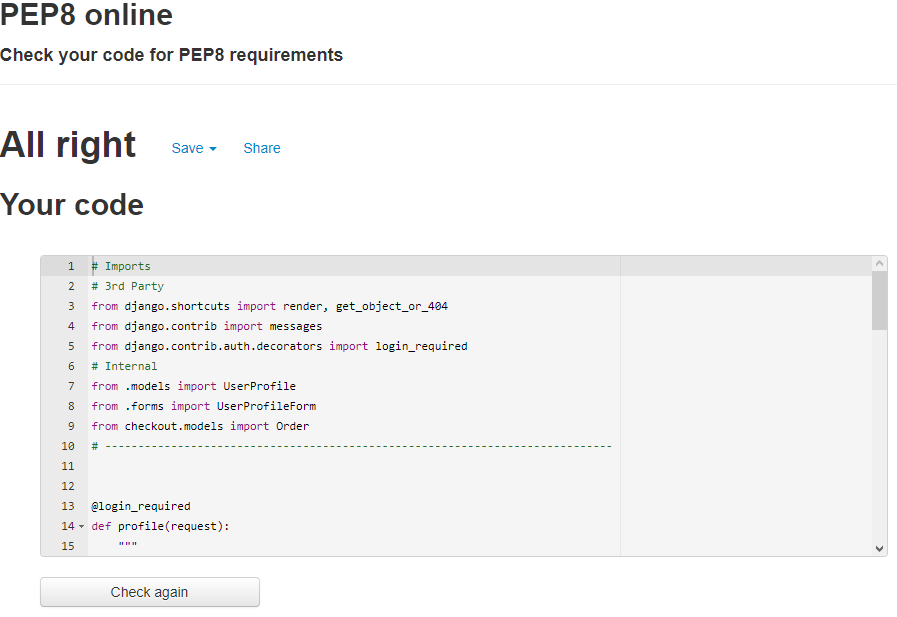 PEP8 online
Check your code for PEP8 requirements
All right Save Share
Your code
1 # Imports
2 # 3rd Party
3 from django.shortcuts import render, get_object_or_404
4 from django.contrib import messages
5 from django.contrib.auth.decorators import login_required
6 # Internal
7 from .models import UserProfile
8 from .forms import UserProfileForm
9 from checkout.models import Order
10 # -----------------------------------------------------------------------------
11
12
13 @login_required
14 def profile(request):
15     """
Check again